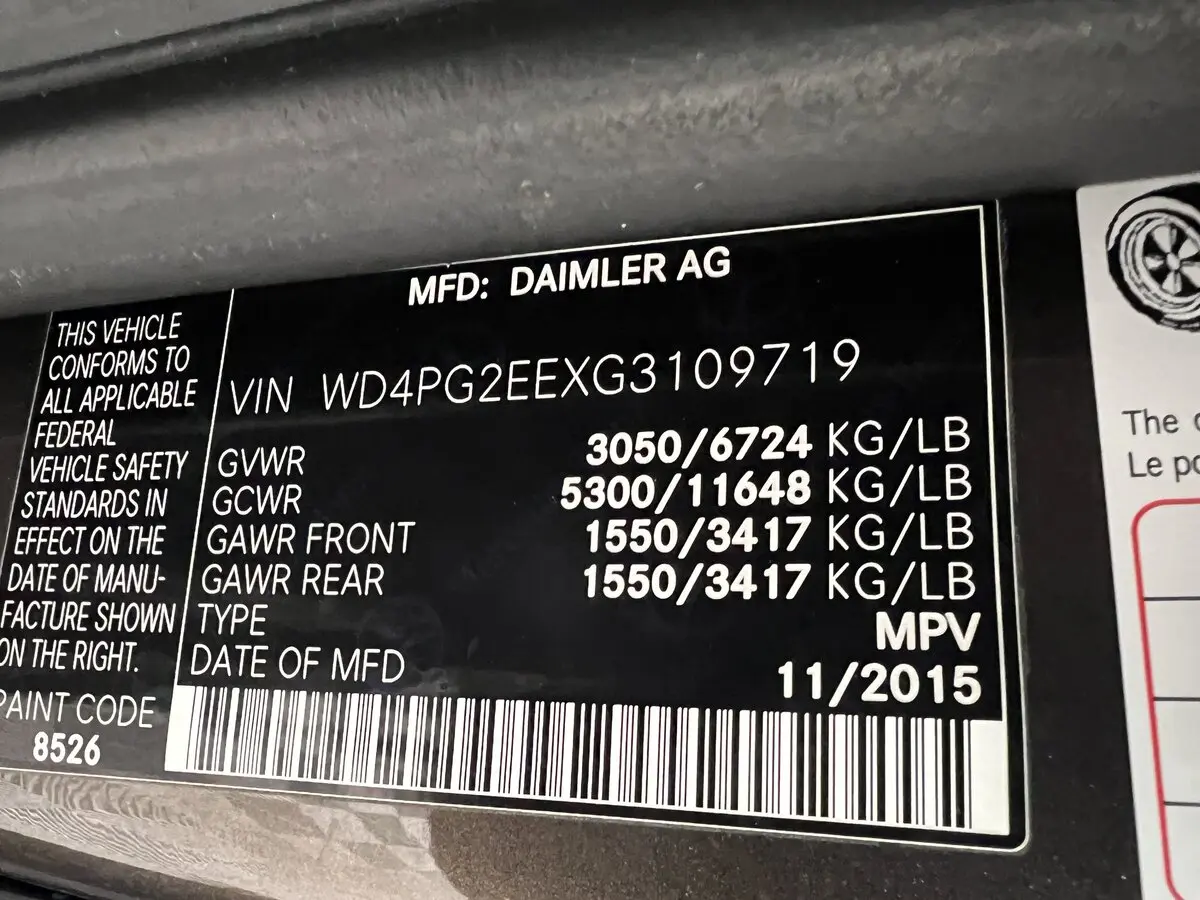 MFD: DAIMLER AG
THIS VEHICLE
CONFORMS TO
ALL APPLICABLE
FEDERAL
VEHICLE SAFETY
STANDARDS IN
EFFECT ON THE
DATE OF MANU-
FACTURE SHOWN
ON THE RIGHT.
PAINT CODE
8526
VIN WD4PG2EEXG3109719
GVWR 3050/6724 KG/LB
GCWR 5300/11648 KG/LB
GAWR FRONT 1550/3417 KG/LB
GAWR REAR 1550/3417 KG/LB
TYPE MPV
DATE OF MFD 11/2015
The
Le